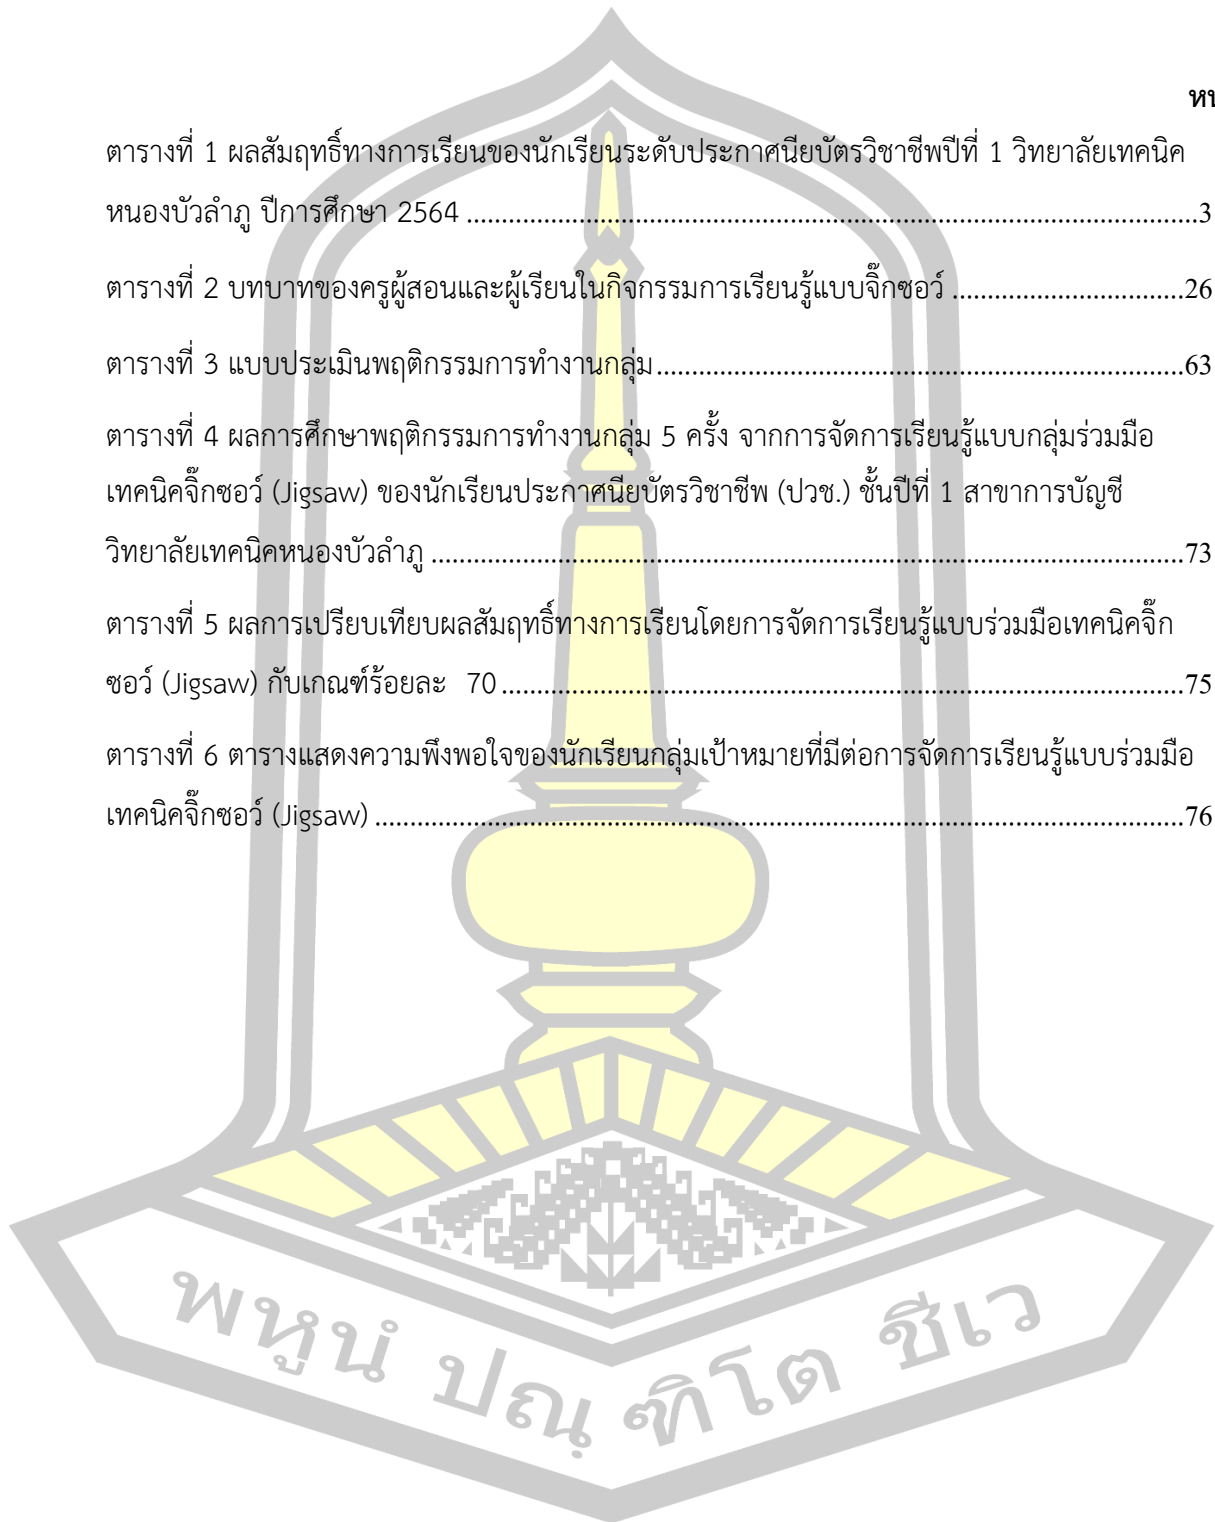 ตารางที่ 1 ผลสัมฤทธิ์ทางการเรียนของนักเรียนระดับประกาศนียบัตรวิชาชีพปีที่ 1 วิทยาลัยเทคนิค
หนองบัวลำภู ปีการศึกษา 2564 ...........................................................................................................3
ตารางที่ 2 บทบาทของครูผู้สอนและผู้เรียนในกิจกรรมการเรียนรู้แบบจิ๊กซอว์ ..................................26
ตารางที่ 3 แบบประเมินพฤติกรรมการทำงานกลุ่ม..............................................................................63
ตารางที่ 4 ผลการศึกษาพฤติกรรมการทำงานกลุ่ม 5 ครั้ง จากการจัดการเรียนรู้แบบกลุ่มร่วมมือ
เทคนิคจิ๊กซอว์ (Jigsaw) ของนักเรียนประกาศนียบัตรวิชาชีพ (ปวช.) ชั้นปีที่ 1 สาขาการบัญชี
วิทยาลัยเทคนิคหนองบัวลำภู ...............................................................................................................73
ตารางที่ 5 ผลการเปรียบเทียบผลสัมฤทธิ์ทางการเรียนโดยการจัดการเรียนรู้แบบร่วมมือเทคนิคจิ๊ก
ซอว์ (Jigsaw) กับเกณฑ์ร้อยละ 70.....................................................................................................75
ตารางที่ 6 ตารางแสดงความพึงพอใจของนักเรียนกลุ่มเป้าหมายที่มีต่อการจัดการเรียนรู้แบบร่วมมือ
เทคนิคจิ๊กซอว์ (Jigsaw) .......................................................................................................................76
พหูนํ ปณฺฑิโต ชีเว